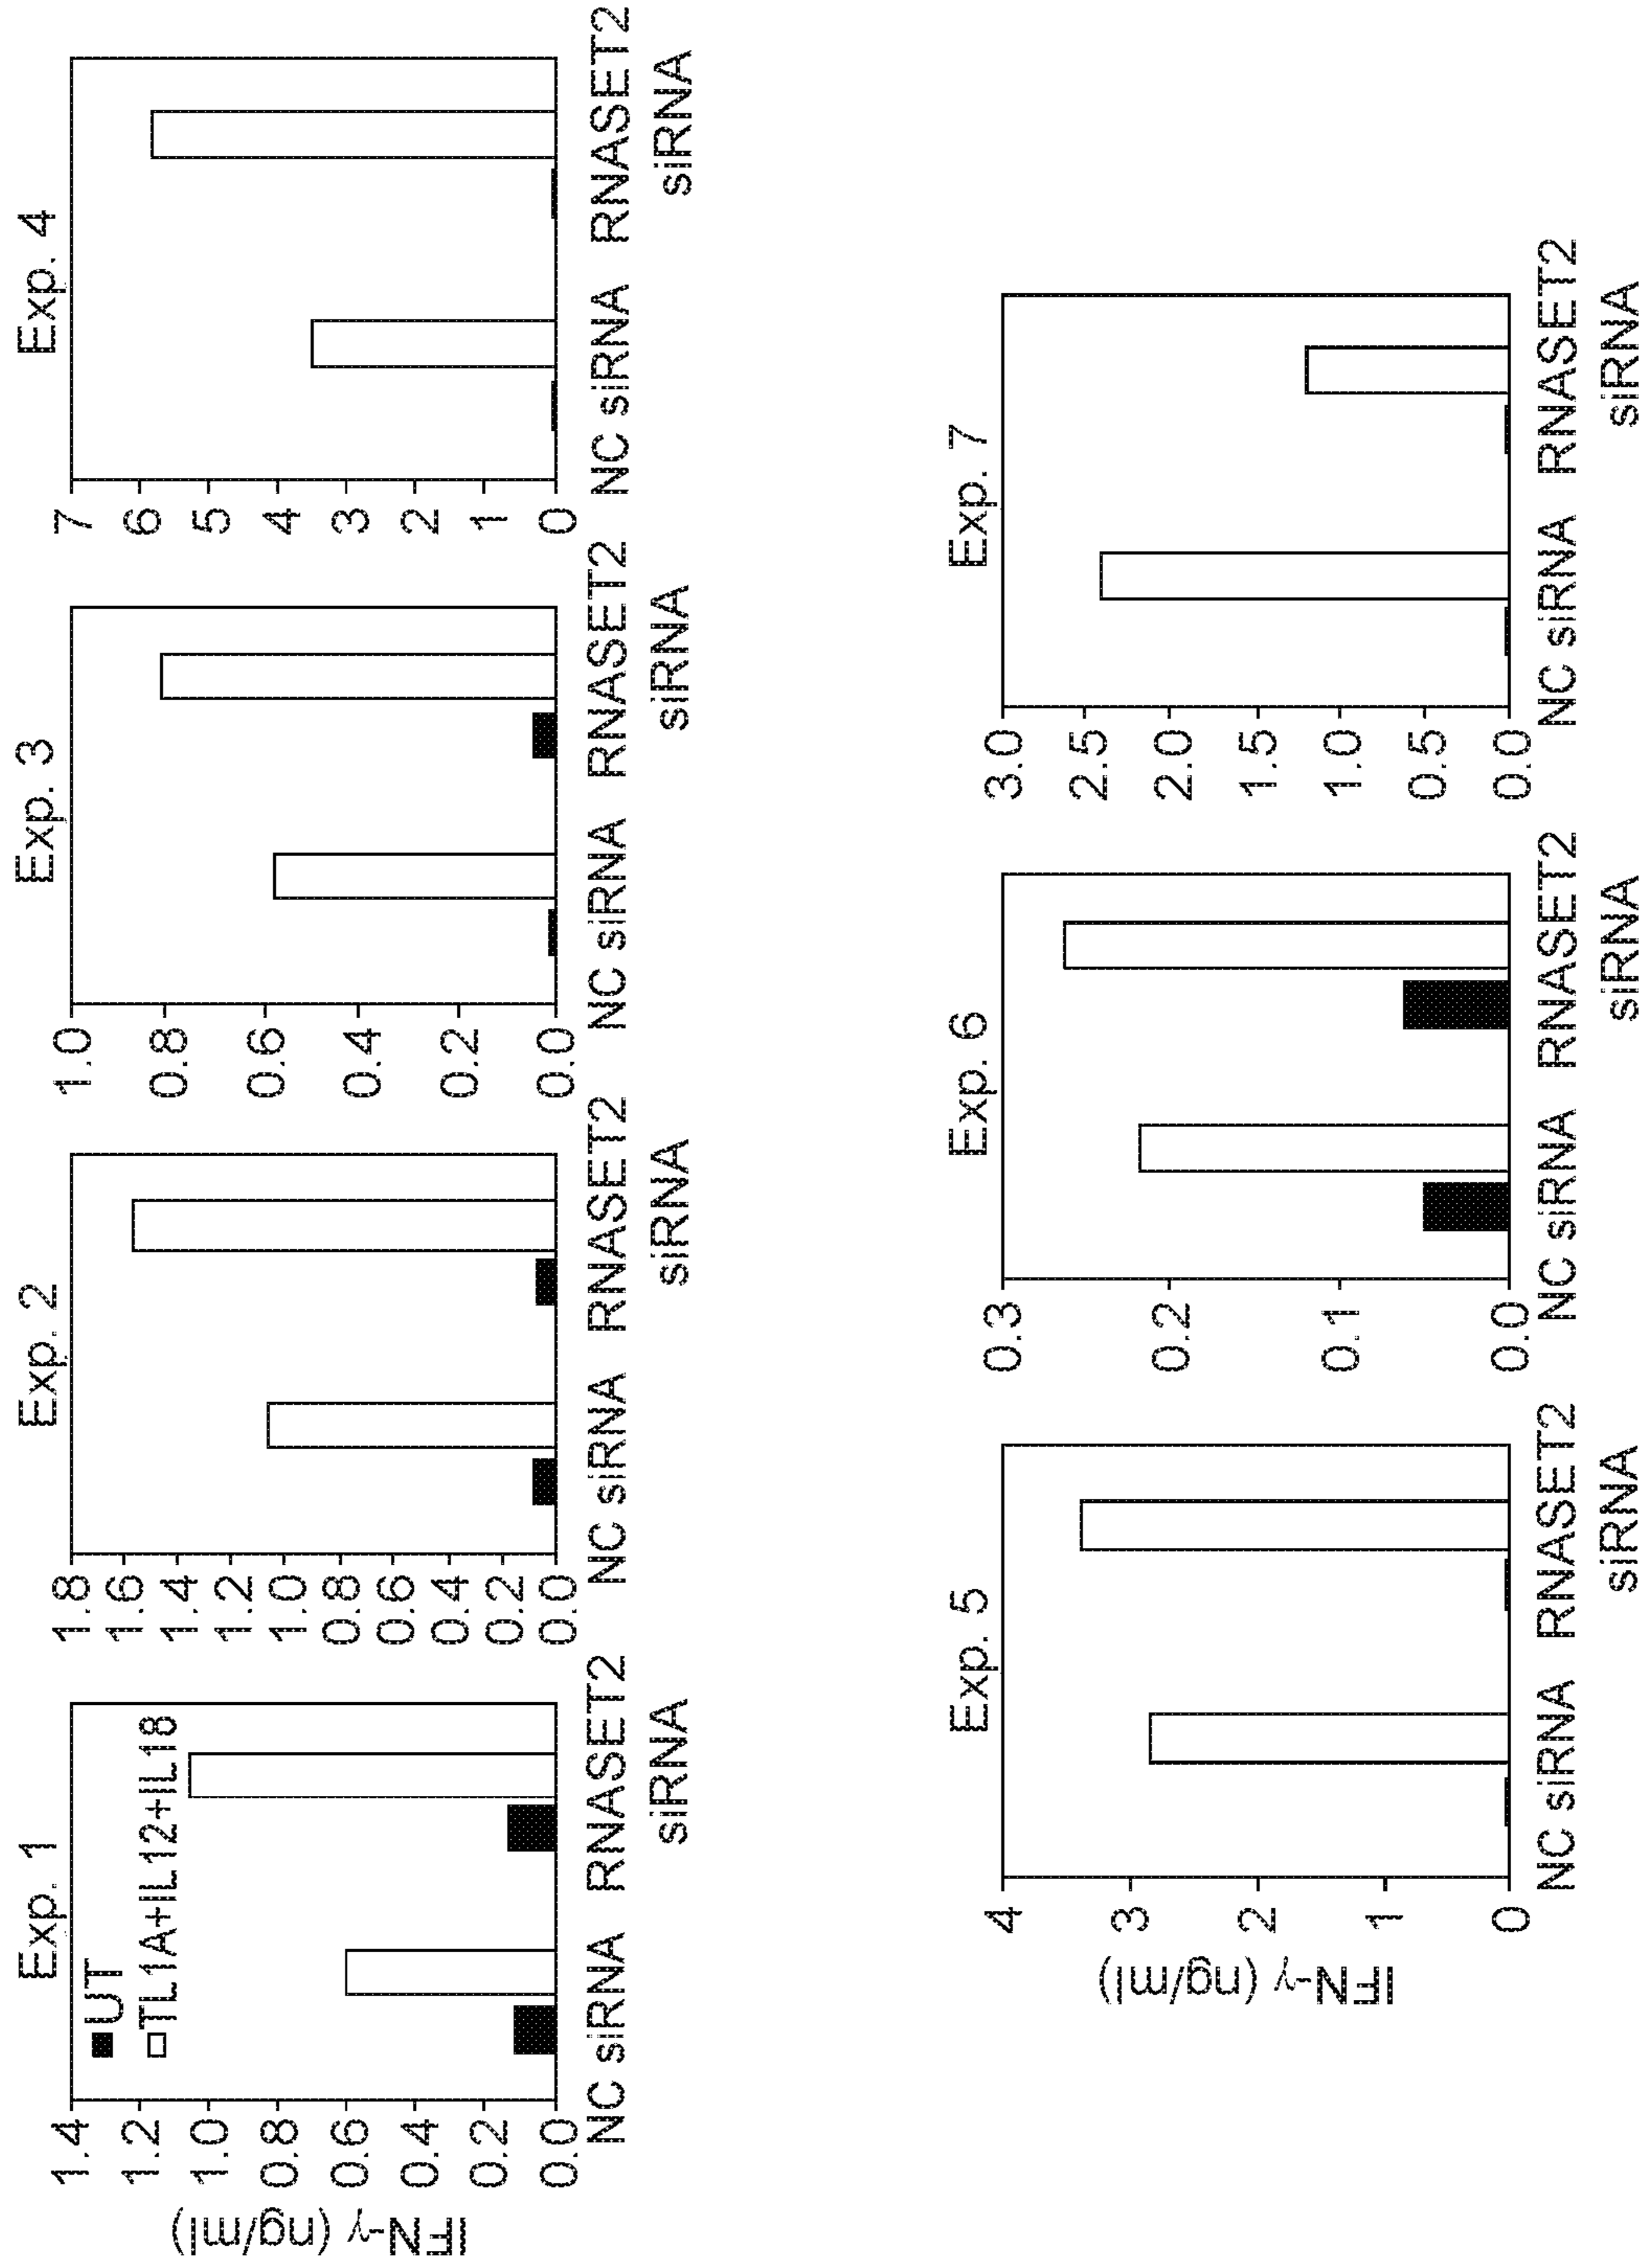 Exp. 1
UT
TL1A+IL12+IL18
IFN-γ (ng/ml)
1.4
1.2
1.0
0.8
0.6
0.4
0.2
0.0
NC siRNA RNASET2
siRNA
Exp. 2
1.8
1.6
1.4
1.2
1.0
0.8
0.6
0.4
0.2
0.0
NC siRNA RNASET2
siRNA
Exp. 3
1.0
0.8
0.6
0.4
0.2
0.0
NC siRNA RNASET2
siRNA
Exp. 4
7
6
5
4
3
2
1
0
NC siRNA RNASET2
siRNA
Exp. 5
IFN-γ (ng/ml)
4
3
2
1
0
NC siRNA RNASET2
siRNA
Exp. 6
0.3
0.2
0.1
0.0
NC siRNA RNASET2
siRNA
Exp. 7
3.0
2.5
2.0
1.5
1.0
0.5
0.0
NC siRNA RNASET2
siRNA